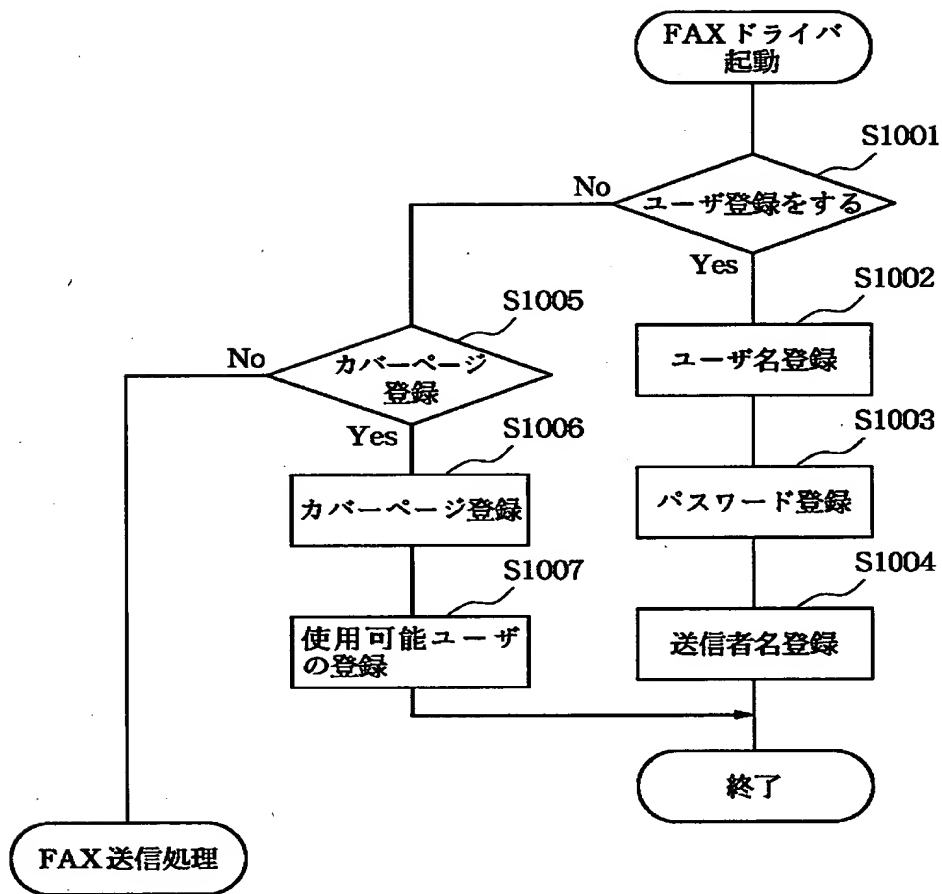 FAXドライバ
起動
S1001
No
ユーザ登録をする
Yes
S1002
S1005
ユーザ名登録
No
カバーページ
登録
Yes
S1003
S1006
カバーページ登録
パスワード登録
S1004
S1007
使用可能ユーザ
の登録
送信者名登録
終了
FAX送信処理